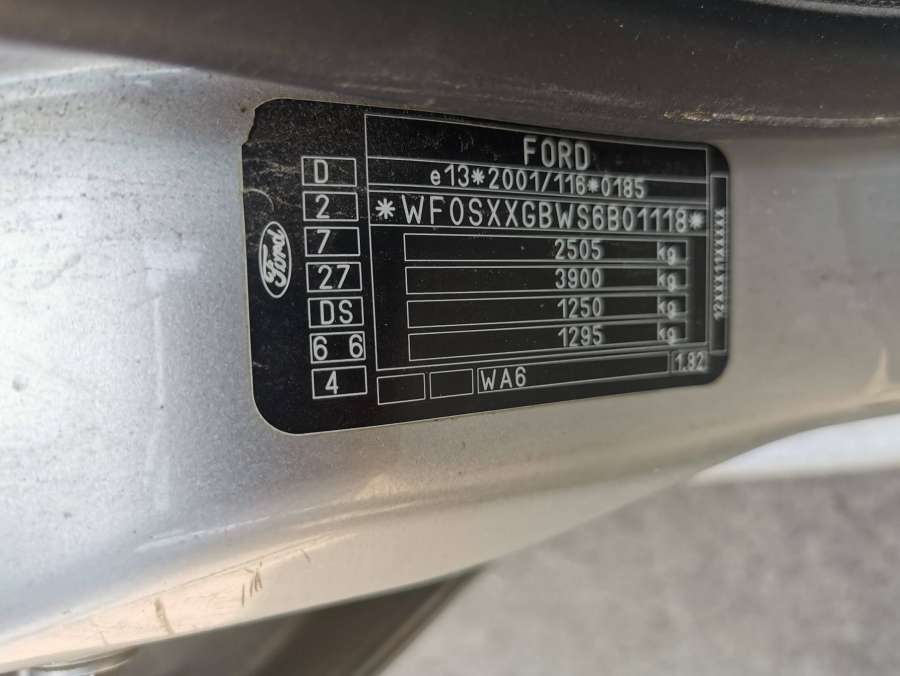 FORD
e13*2001/116*0185
*WF0SXXGBWS6B01118*
2505 kg
3900 kg
1250 kg
1295 kg
WA6
1.82
D
2
7
27
DS
6 6
4
Ford